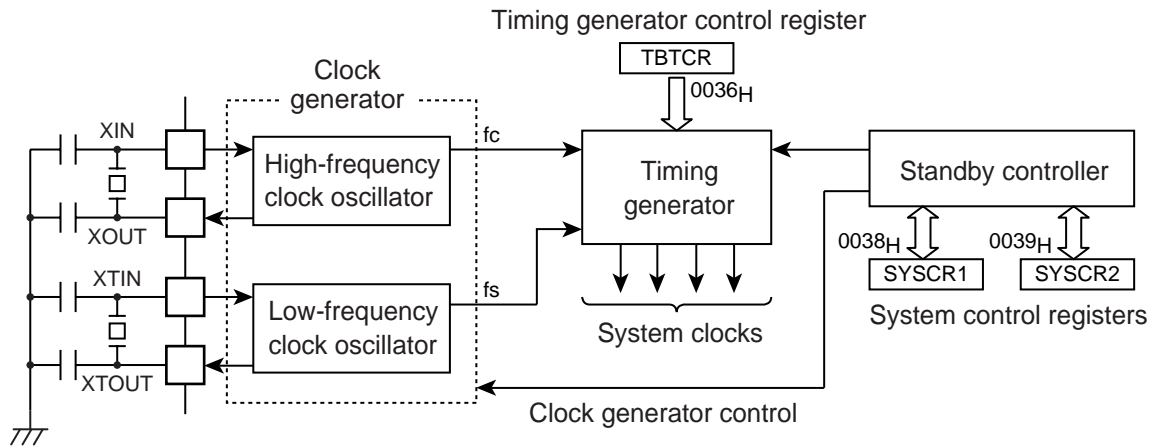 Timing generator control register
TBTCR
0036H
Clock
generator
XIN
High-frequency
clock oscillator
fc
Timing
generator
Standby controller
XOUT
0038H
0039H
SYSCR1
SYSCR2
System control registers
XTIN
Low-frequency
clock oscillator
fs
System clocks
XTOUT
Clock generator control